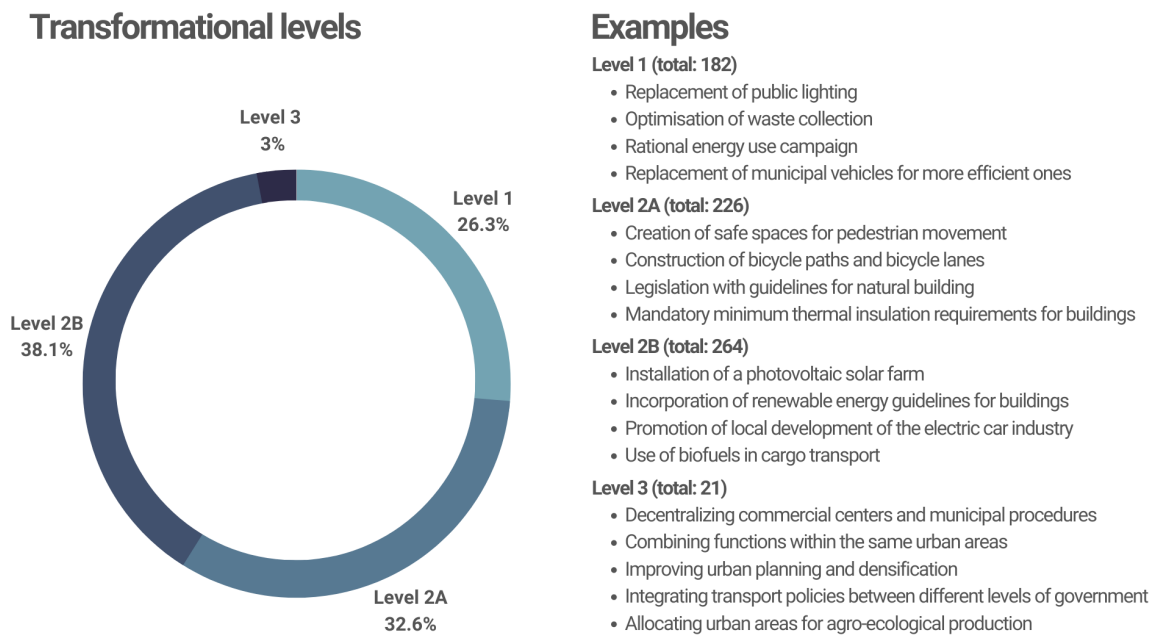 Transformational levels
Level 3
3%
Level 1
26.3%
Level 2B
38.1%
Level 2A
32.6%
Examples
Level 1 (total: 182)
• Replacement of public lighting
• Optimisation of waste collection
• Rational energy use campaign
• Replacement of municipal vehicles for more efficient ones
Level 2A (total: 226)
• Creation of safe spaces for pedestrian movement
• Construction of bicycle paths and bicycle lanes
• Legislation with guidelines for natural building
• Mandatory minimum thermal insulation requirements for buildings
Level 2B (total: 264)
• Installation of a photovoltaic solar farm
• Incorporation of renewable energy guidelines for buildings
• Promotion of local development of the electric car industry
• Use of biofuels in cargo transport
Level 3 (total: 21)
• Decentralizing commercial centers and municipal procedures
• Combining functions within the same urban areas
• Improving urban planning and densification
• Integrating transport policies between different levels of government
• Allocating urban areas for agro-ecological production